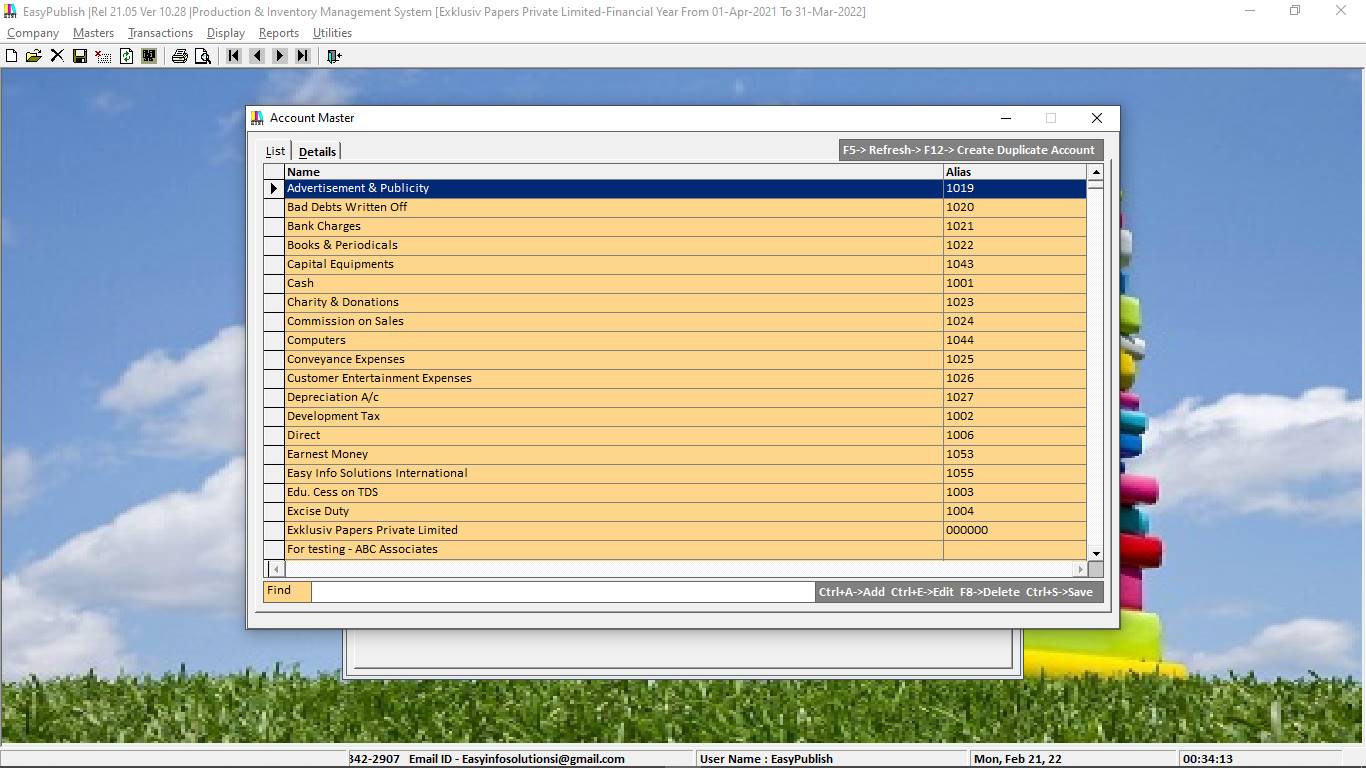 EasyPublish |Rel 21.05 Ver 10.28 |Production & Inventory Management System [Exklusiv Papers Private Limited-Financial Year From 01-Apr-2021 To 31-Mar-2022]
Company Masters Transactions Display Reports Utilities
Account Master
List Details F5-> Refresh-> F12-> Create Duplicate Account
Name Alias
Advertisement & Publicity 1019
Bad Debts Written Off 1020
Bank Charges 1021
Books & Periodicals 1022
Capital Equipments 1043
Cash 1001
Charity & Donations 1023
Commission on Sales 1024
Computers 1044
Conveyance Expenses 1025
Customer Entertainment Expenses 1026
Depreciation A/c 1027
Development Tax 1002
Direct 1006
Earnest Money 1053
Easy Info Solutions International 1055
Edu. Cess on TDS 1003
Excise Duty 1004
Exklusiv Papers Private Limited 000000
For testing - ABC Associates
Find Ctrl+A->Add Ctrl+E->Edit F8->Delete Ctrl+S->Save
342-2907 Email ID - Easyinfosolutionsi@gmail.com User Name : EasyPublish Mon, Feb 21, 22 00:34:13